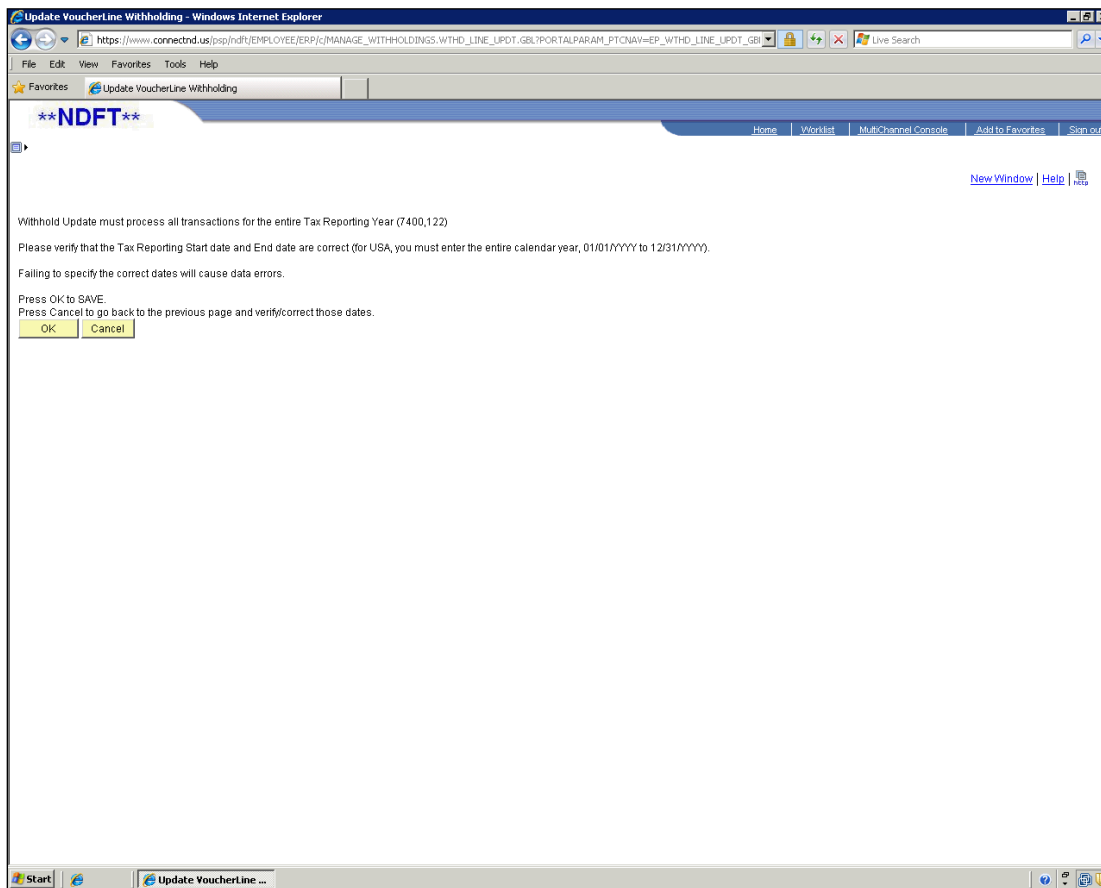 Update VoucherLine Withholding - Windows Internet Explorer
https://www.connectnd.us/psp/ndft/EMPLOYEE/ERP/c/MANAGE_WITHHOLDINGS.WTHD_LINE_UPDT.GBL?PORTALPARAM_PTCNAV=EP_WTHD_LINE_UPDT_GBL
Live Search
File Edit View Favorites Tools Help
Favorites Update VoucherLine Withholding
**NDFT**
Home Worklist MultiChannel Console Add to Favorites Sign out
New Window | Help | http
Withhold Update must process all transactions for the entire Tax Reporting Year (7400,122)
Please verify that the Tax Reporting Start date and End date are correct (for USA, you must enter the entire calendar year, 01/01/YYYY to 12/31/YYYY).
Failing to specify the correct dates will cause data errors.
Press OK to SAVE.
Press Cancel to go back to the previous page and verify/correct those dates.
OK Cancel
Start Update VoucherLine ...